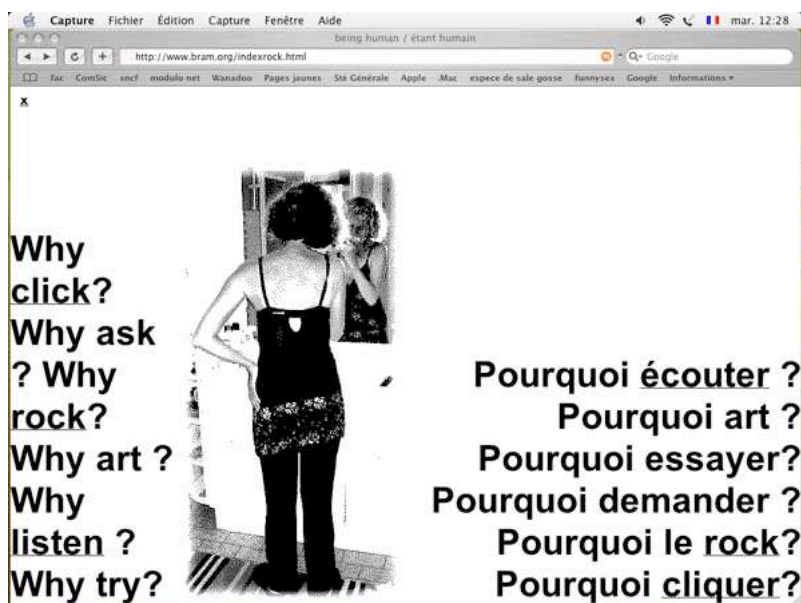 Capture Fichier Édition Capture Fenêtre Aide mar. 12:28
being human / étant humain
http://www.bram.org/indexrock.html Google
fac ComSic sncf modulo net Wanadoo Pages jaunes Sté Générale Apple .Mac espece de sale gosse funnysex Google Informations
x
Why
click?
Why ask
? Why
rock?
Why art ?
Why
listen ?
Why try?
Pourquoi écouter ?
Pourquoi art ?
Pourquoi essayer?
Pourquoi demander ?
Pourquoi le rock?
Pourquoi cliquer?